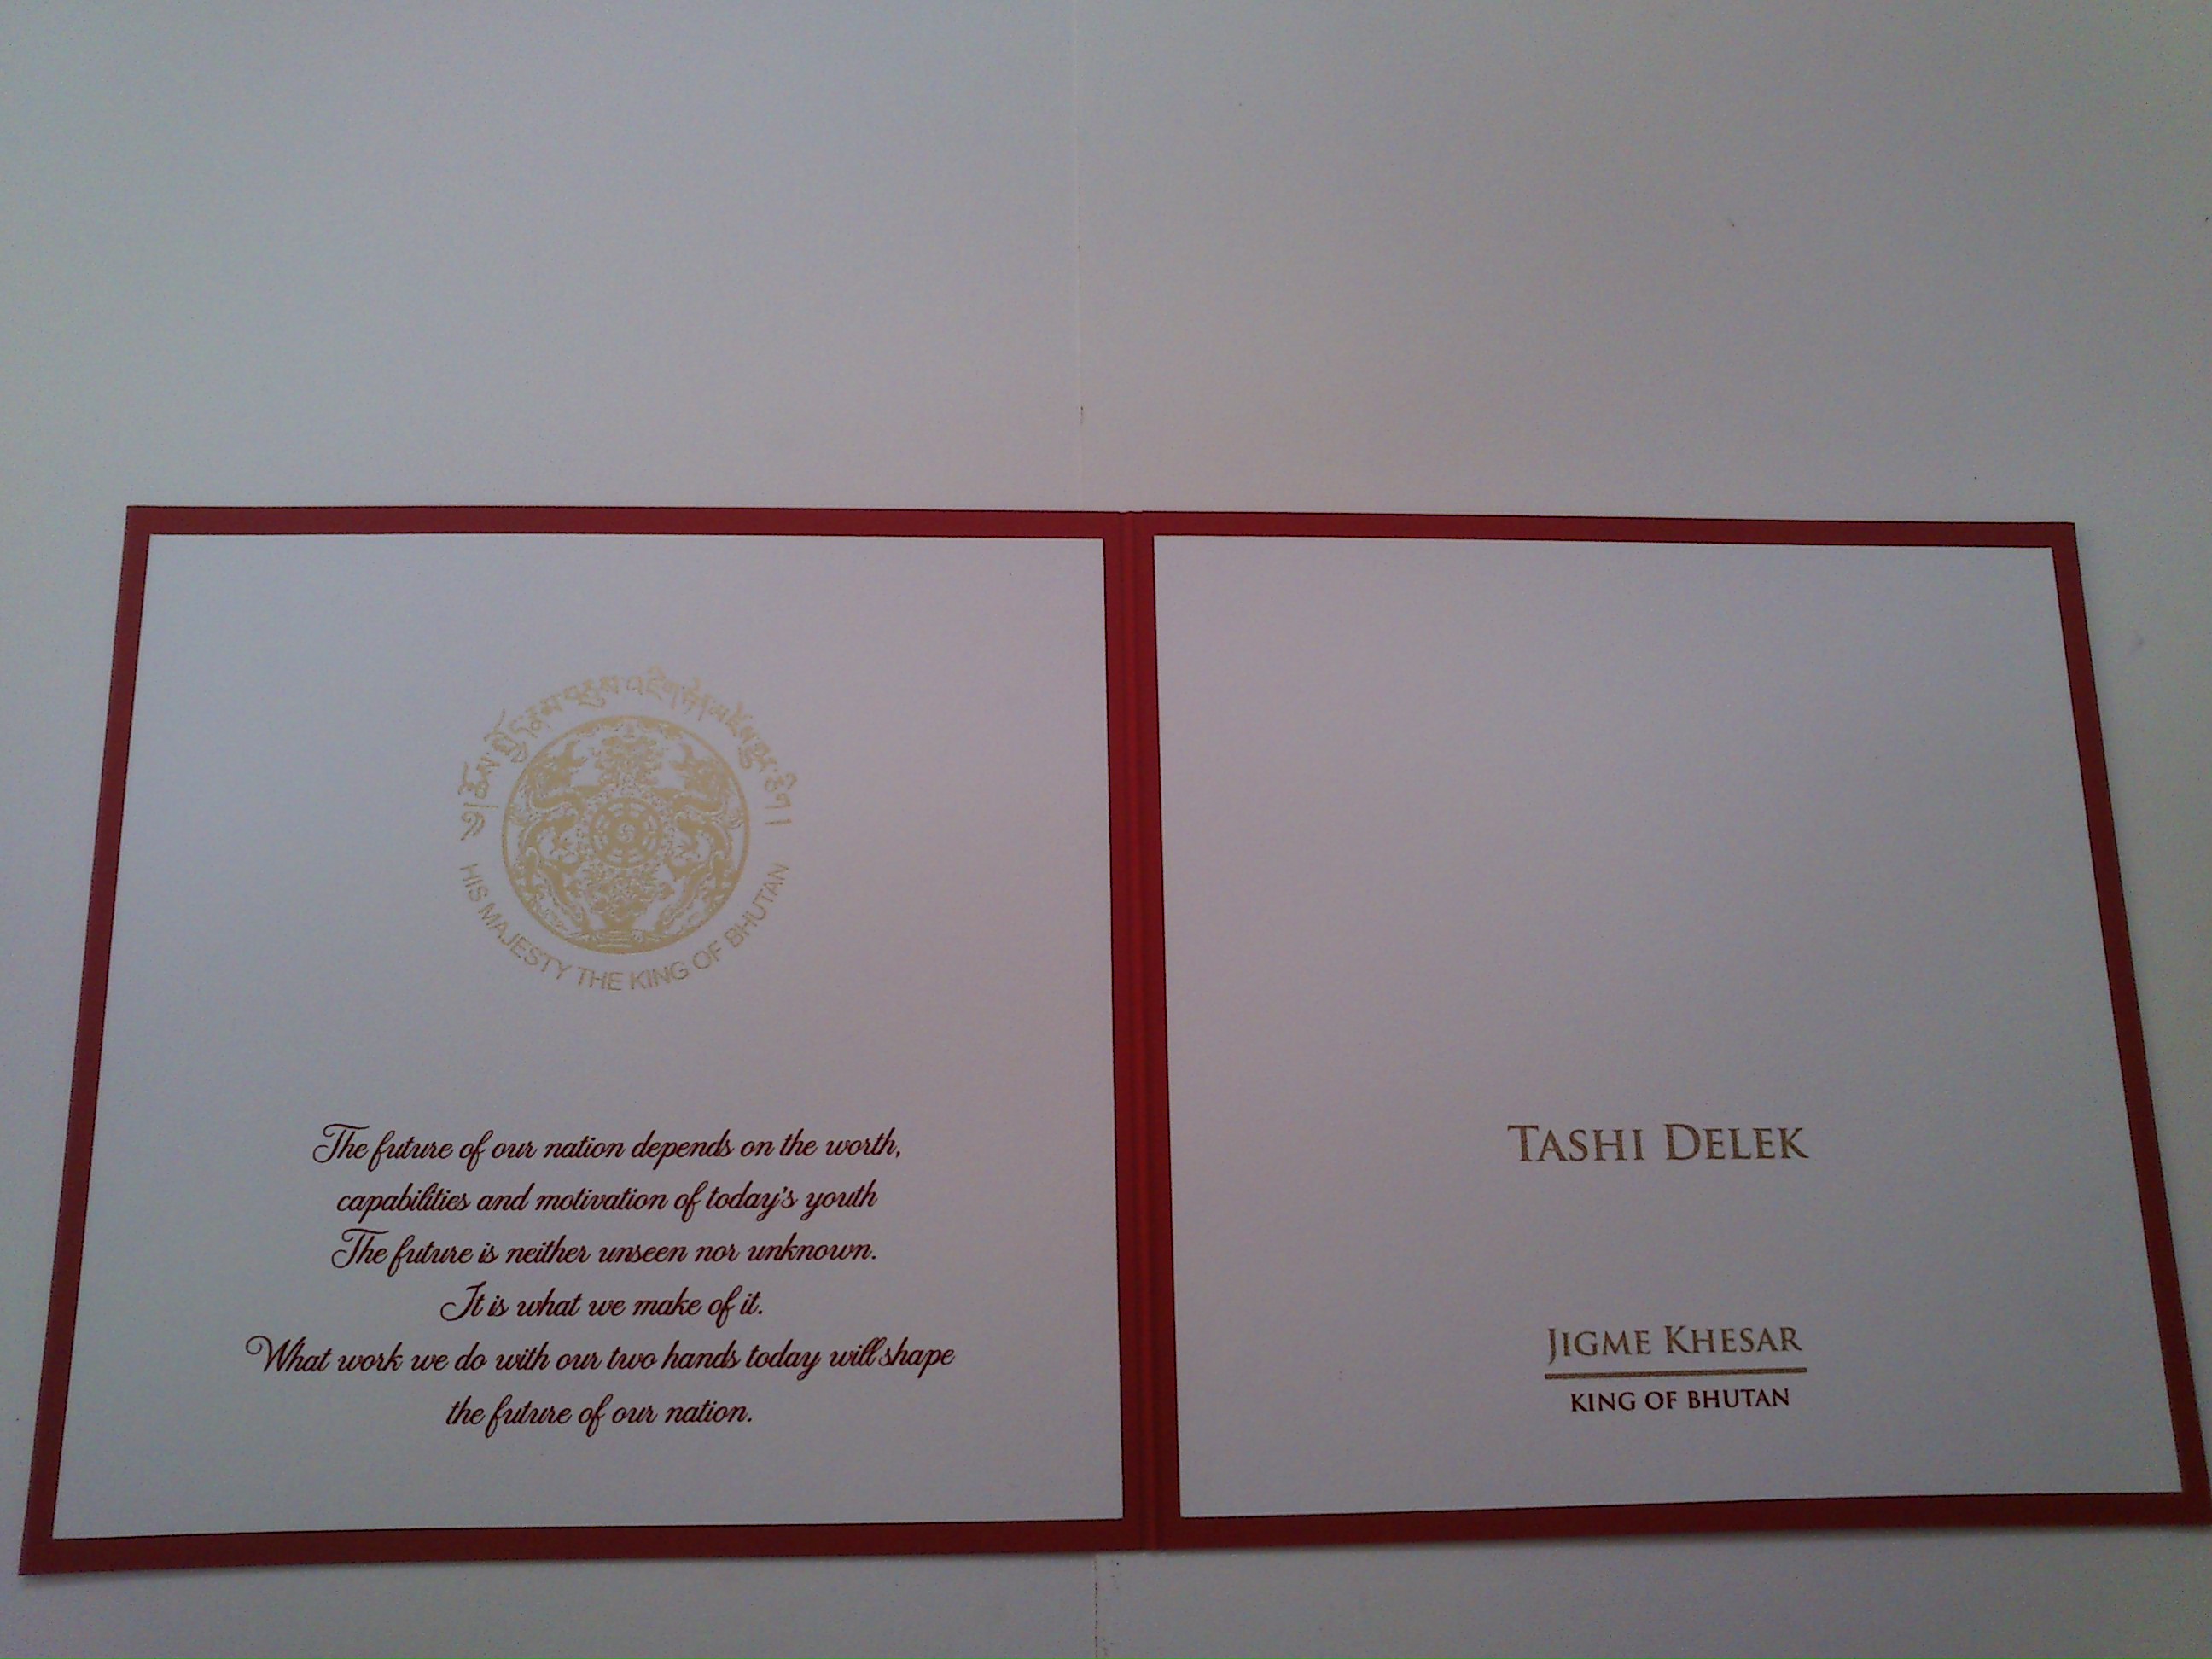 HIS MAJESTY THE KING OF BHUTAN
The future of our nation depends on the worth,
capabilities and motivation of today's youth
The future is neither unseen nor unknown.
It is what we make of it.
What work we do with our two hands today will shape
the future of our nation.
TASHI DELEK
JIGME KHESAR
KING OF BHUTAN